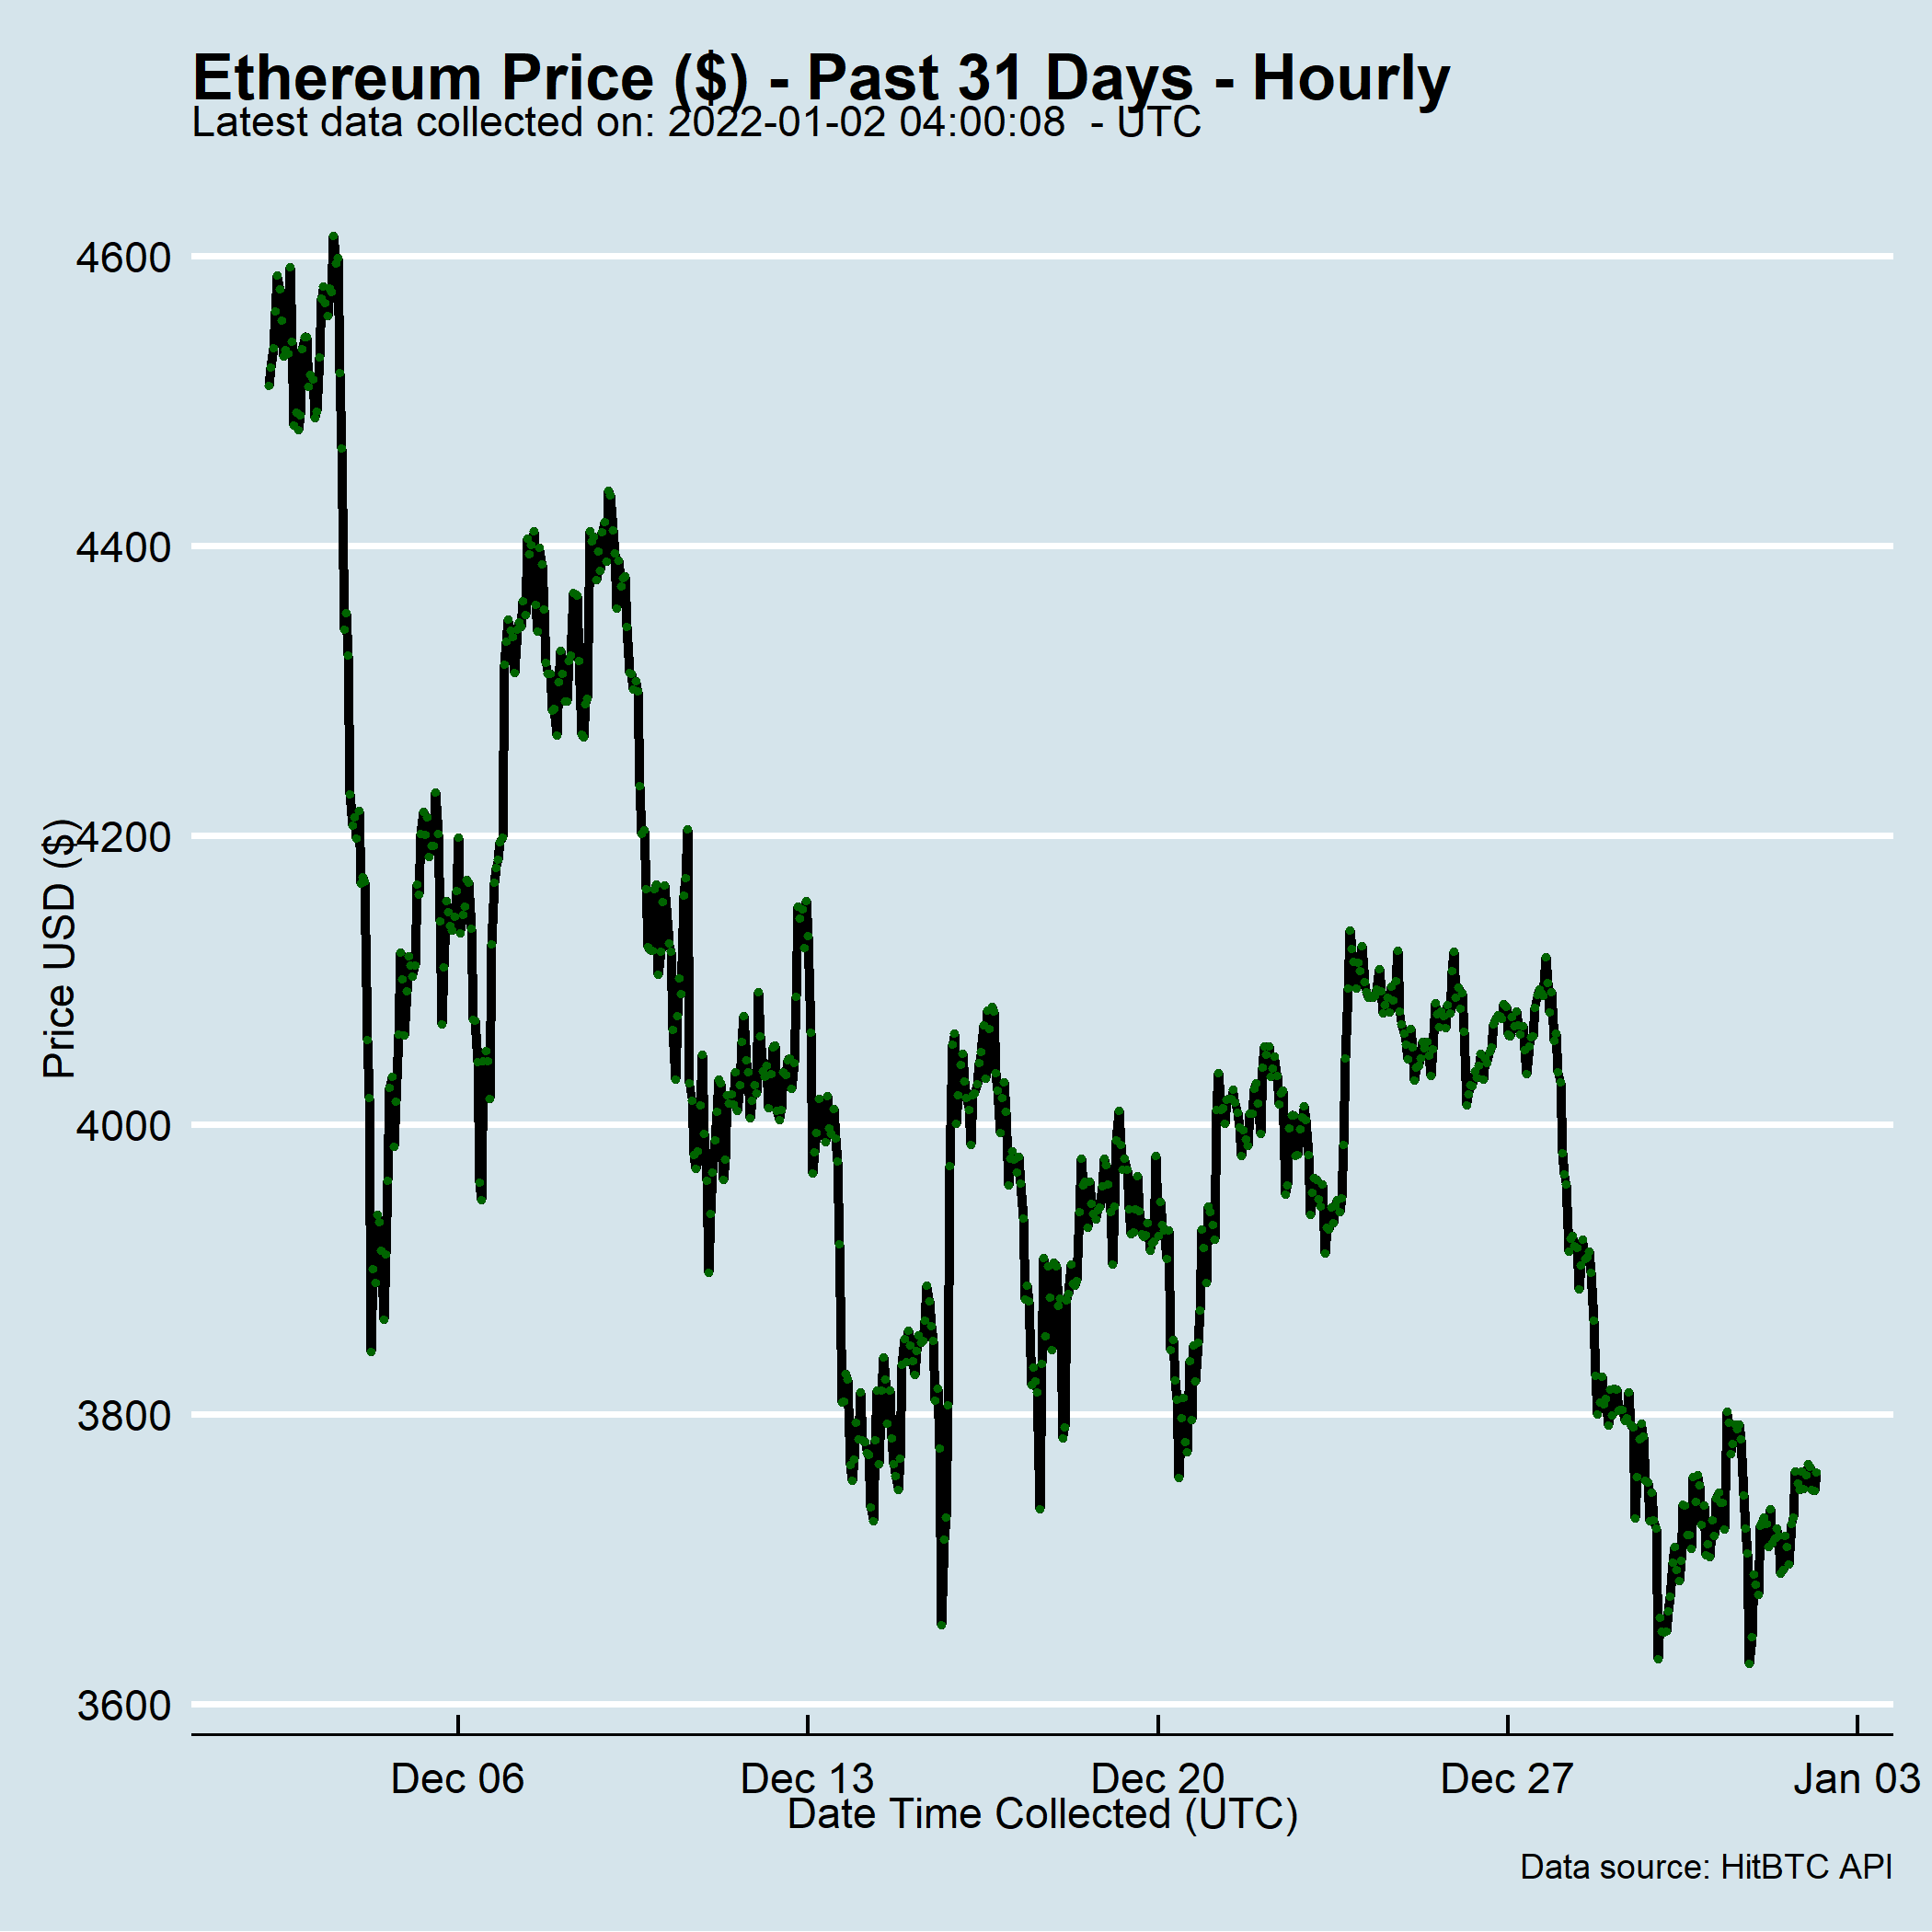 Ethereum Price ($) - Past 31 Days - Hourly
Latest data collected on: 2022-01-02 04:00:08  - UTC
4600
4400
4200
4000
3800
3600
Price USD ($)
Dec 06 Dec 13 Dec 20 Dec 27 Jan 03
Date Time Collected (UTC)
Data source: HitBTC API